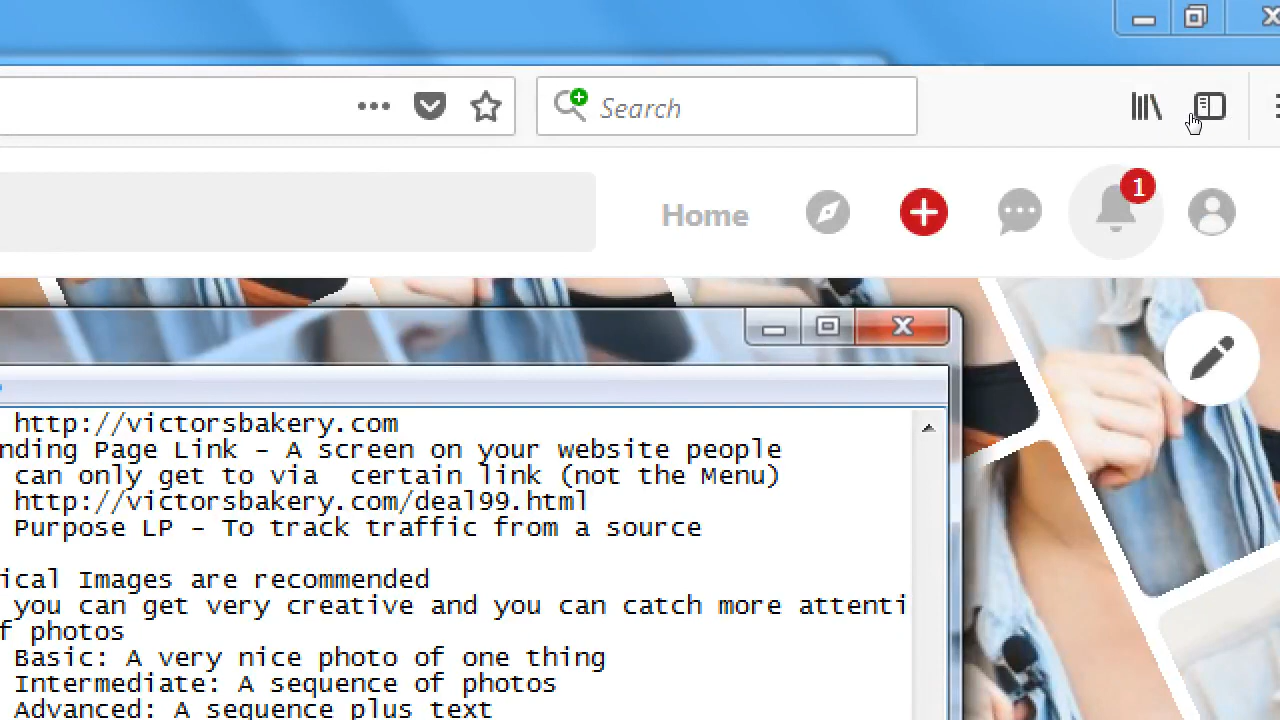 Search
Home
1
http://victorsbakery.com
nding Page Link - A screen on your website people
can only get to via  certain link (not the Menu)
http://victorsbakery.com/deal99.html
Purpose LP - To track traffic from a source
ical Images are recommended
you can get very creative and you can catch more attenti
f photos
Basic: A very nice photo of one thing
Intermediate: A sequence of photos
Advanced: A sequence plus text